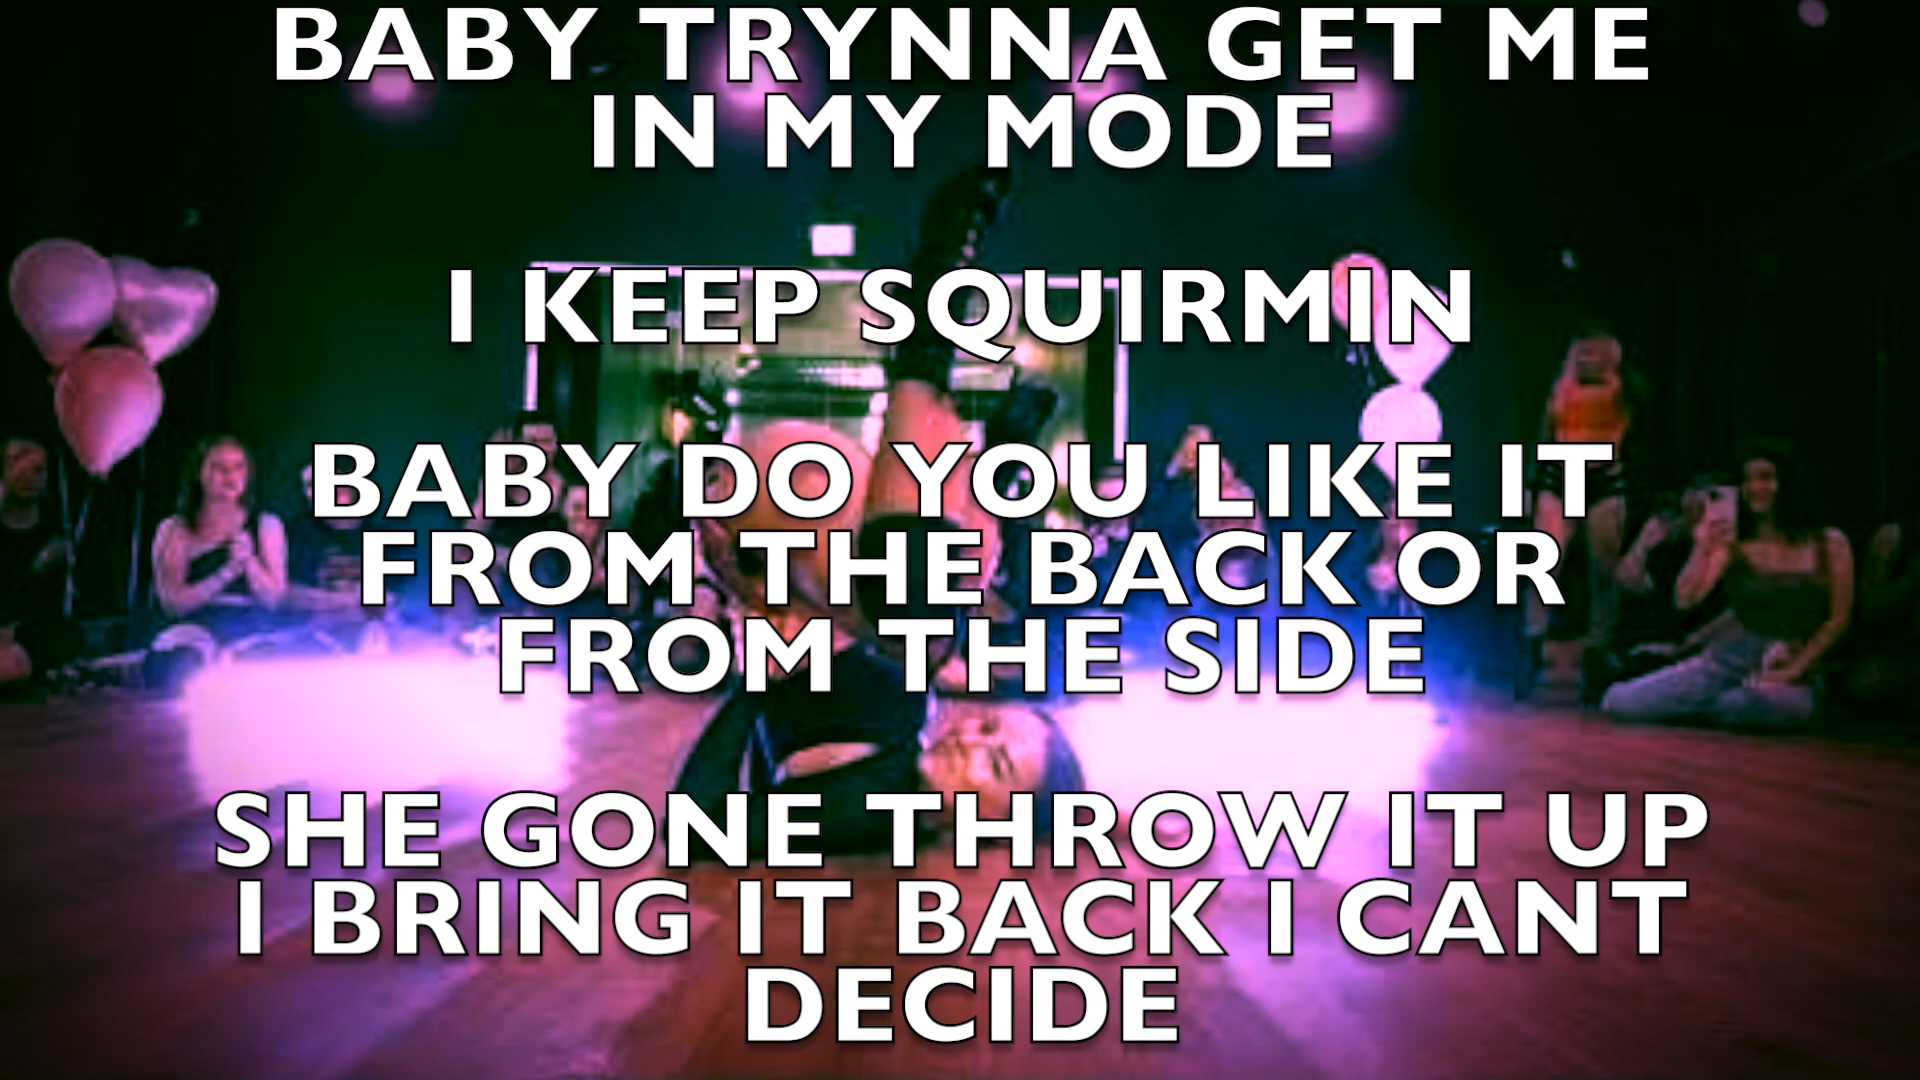 BABY TRYNNA GET ME
IN MY MODE
I KEEP SQUIRMIN
BABY DO YOU LIKE IT
FROM THE BACK OR
FROM THE SIDE
SHE GONE THROW IT UP
I BRING IT BACK I CANT
DECIDE